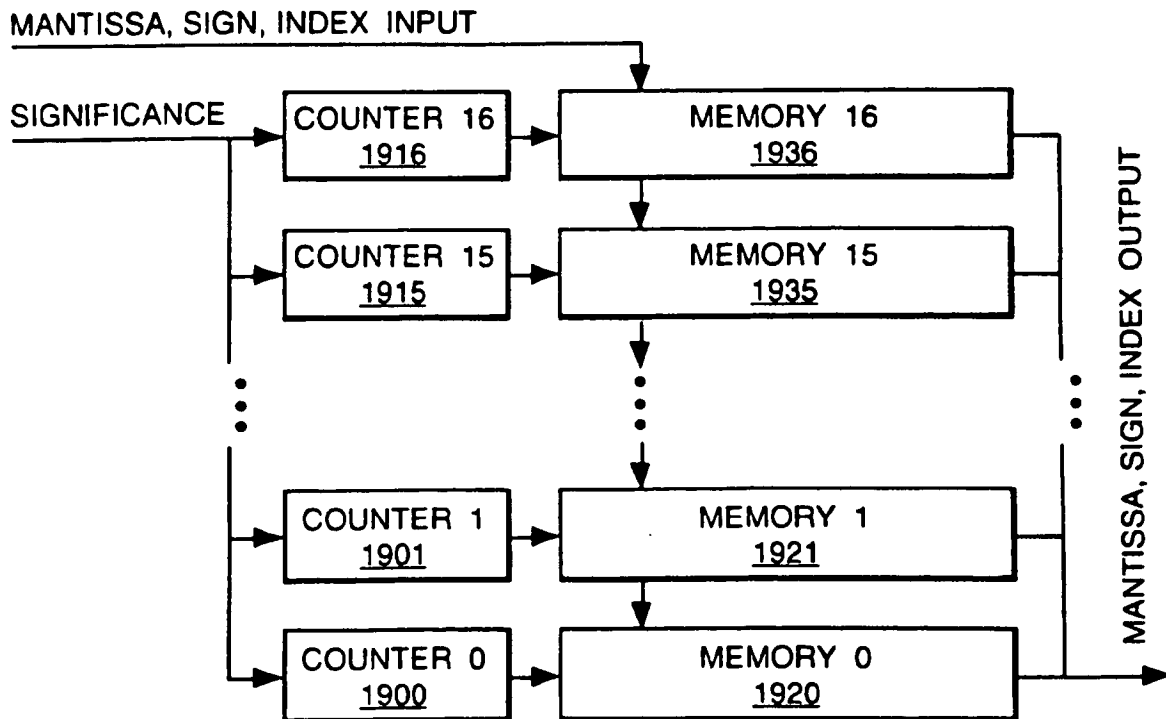 MANTISSA, SIGN, INDEX INPUT
SIGNIFICANCE
COUNTER 16
1916
MEMORY 16
1936
COUNTER 15
1915
MEMORY 15
1935
COUNTER 1
1901
MEMORY 1
1921
COUNTER 0
1900
MEMORY 0
1920
MANTISSA, SIGN, INDEX OUTPUT